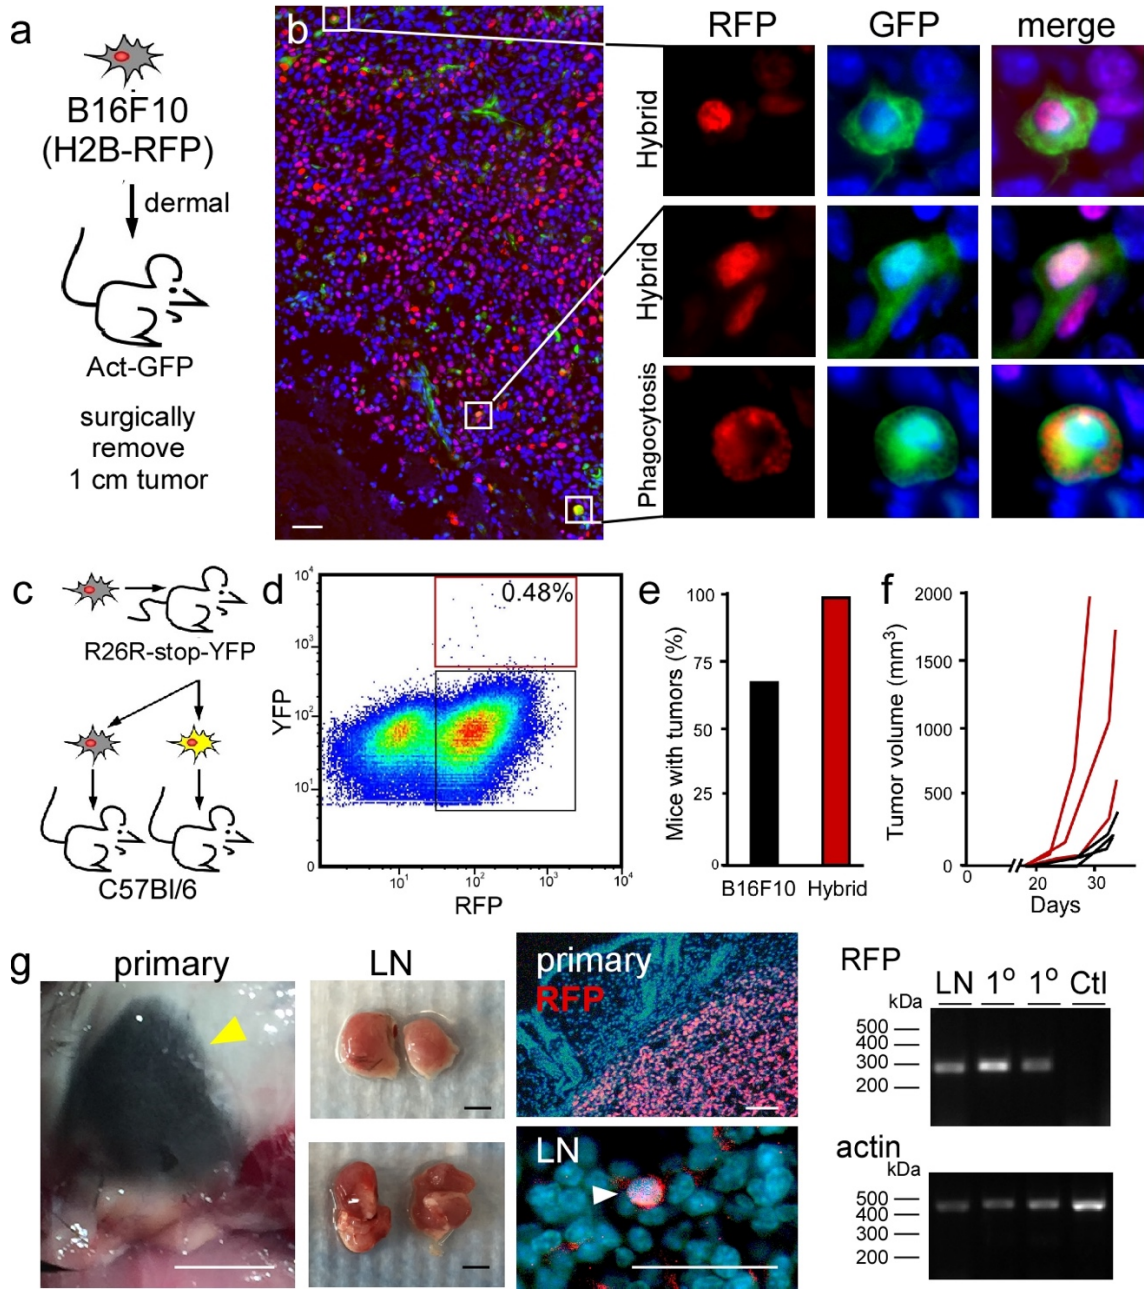 a
B16F10
(H2B-RFP)
dermal
Act-GFP
surgically
remove
1 cm tumor
b
RFP GFP merge
Hybrid
Hybrid
Phagocytosis
c
R26R-stop-YFP
C57Bl/6
d
0.48%
YFP
10⁴
10³
10²
10¹
0
0 10¹ 10² 10³ 10⁴
RFP
e
Mice with tumors (%)
100
75
50
25
0
B16F10 Hybrid
f
Tumor volume (mm³)
2000
1500
1000
500
0
0 20 30
Days
g
primary
LN
primary
RFP
LN
RFP
kDa LN 1º 1º Ctl
500
400
300
200
actin
kDa
500
400
300
200